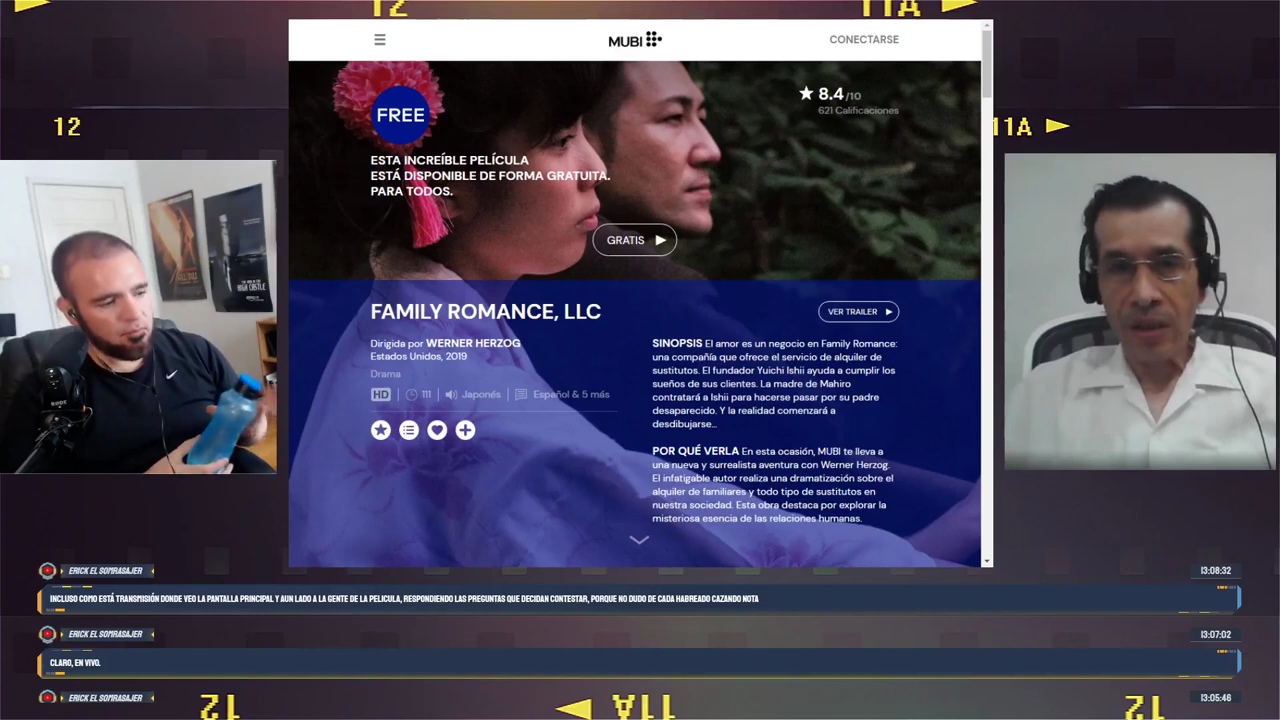 12
11A
12
11A
MUBI
CONECTARSE
FREE
8.4/10
621 Calificaciones
ESTA INCREÍBLE PELÍCULA
ESTÁ DISPONIBLE DE FORMA GRATUITA.
PARA TODOS.
GRATIS
FAMILY ROMANCE, LLC
VER TRAILER
Dirigida por WERNER HERZOG
Estados Unidos, 2019
Drama
HD 111 Japonés Español & 5 más
SINOPSIS El amor es un negocio en Family Romance:
una compañía que ofrece el servicio de alquiler de
sustitutos. El fundador Yuichi Ishii ayuda a cumplir los
sueños de sus clientes. La madre de Mahiro
contratará a Ishii para hacerse pasar por su padre
desaparecido. Y la realidad comenzará a
desdibujarse...
POR QUÉ VERLA En esta ocasión, MUBI te lleva a
una nueva y surrealista aventura con Werner Herzog.
El infatigable autor realiza una dramatización sobre el
alquiler de familiares y todo tipo de sustitutos en
nuestra sociedad. Esta obra destaca por explorar la
misteriosa esencia de las relaciones humanas.
RODE
HIGH CASTLE
ERICK EL SOMRASAJER
13:08:32
INCLUSO COMO ESTÁ TRANSMISIÓN DONDE VEO LA PANTALLA PRINCIPAL Y AUN LADO A LA GENTE DE LA PELICULA, RESPONDIENDO LAS PREGUNTAS QUE DECIDAN CONTESTAR, PORQUE NO DUDO DE CADA HABREADO CAZANDO NOTA
ERICK EL SOMRASAJER
13:07:02
CLARO, EN VIVO.
ERICK EL SOMRASAJER
13:05:46
12
11A
12